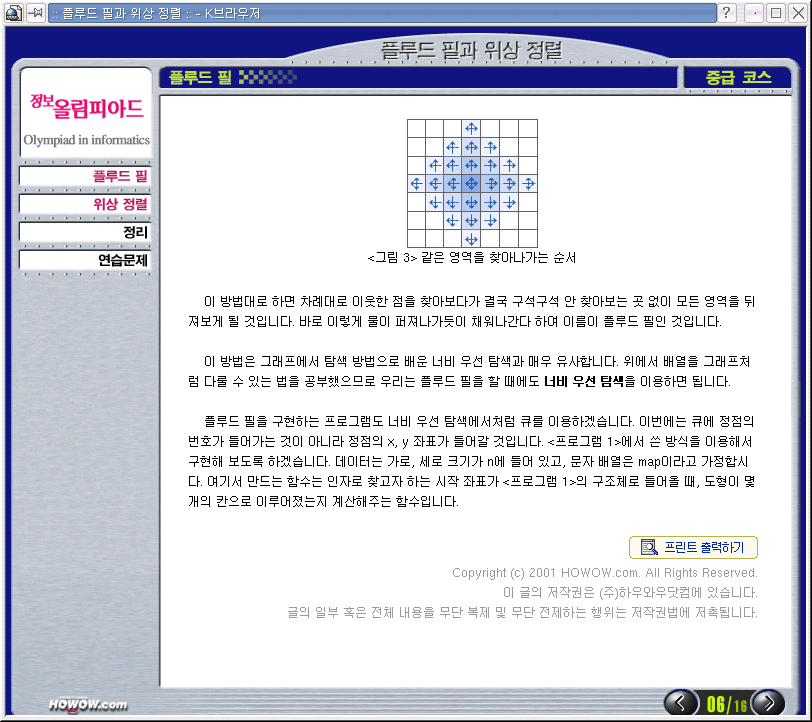 :: 플루드 필과 위상 정렬 :: - K브라우저
플루드 필과 위상 정렬
정보올림피아드
Olympiad in informatics
플루드 필
위상 정렬
정리
연습문제
플루드 필
중급 코스
<그림 3> 같은 영역을 찾아나가는 순서
이 방법대로 하면 차례대로 이웃한 점을 찾아보다가 결국 구석구석 안 찾아보는 곳 없이 모든 영역을 뒤
져보게 될 것입니다. 바로 이렇게 물이 퍼져나가듯이 채워나간다 하여 이름이 플루드 필인 것입니다.
이 방법은 그래프에서 탐색 방법으로 배운 너비 우선 탐색과 매우 유사합니다. 위에서 배열을 그래프처
럼 다룰 수 있는 법을 공부했으므로 우리는 플루드 필을 할 때에도 너비 우선 탐색을 이용하면 됩니다.
플루드 필을 구현하는 프로그램도 너비 우선 탐색에서처럼 큐를 이용하겠습니다. 이번에는 큐에 정점의
번호가 들어가는 것이 아니라 정점의 x, y 좌표가 들어갈 것입니다. <프로그램 1>에서 쓴 방식을 이용해서
구현해 보도록 하겠습니다. 데이터는 가로, 세로 크기가 n에 들어 있고, 문자 배열은 map이라고 가정합시
다. 여기서 만드는 함수는 인자로 찾고자 하는 시작 좌표가 <프로그램 1>의 구조체로 들어올 때, 도형이 몇
개의 칸으로 이루어졌는지 계산해주는 함수입니다.
프린트 출력하기
Copyright (c) 2001 HOWOW.com. All Rights Reserved.
이 글의 저작권은 (주)하우와우닷컴에 있습니다.
글의 일부 혹은 전체 내용을 무단 복제 및 무단 전제하는 행위는 저작권법에 저촉됩니다.
HOWOW.com
06/16